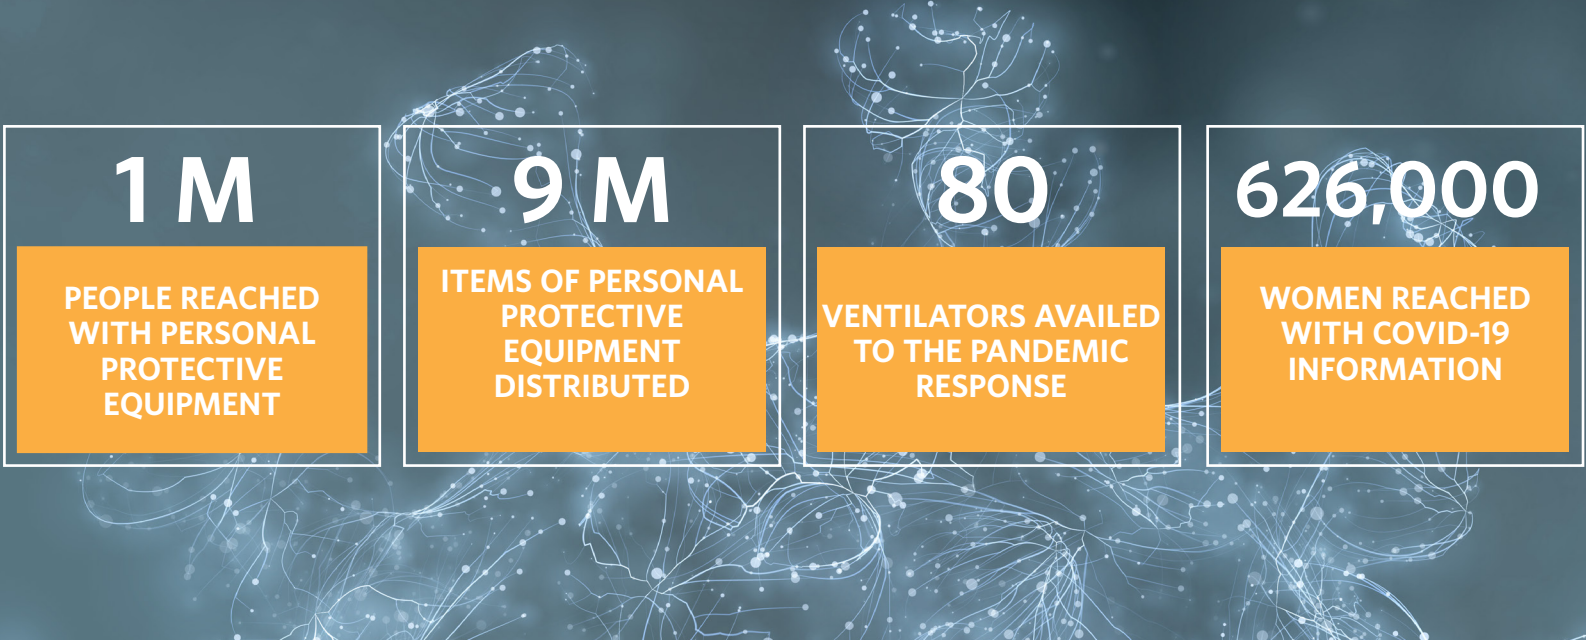 1 M
PEOPLE REACHED
WITH PERSONAL
PROTECTIVE
EQUIPMENT
9 M
ITEMS OF PERSONAL
PROTECTIVE
EQUIPMENT
DISTRIBUTED
80
VENTILATORS AVAILED
TO THE PANDEMIC
RESPONSE
626,000
WOMEN REACHED
WITH COVID-19
INFORMATION